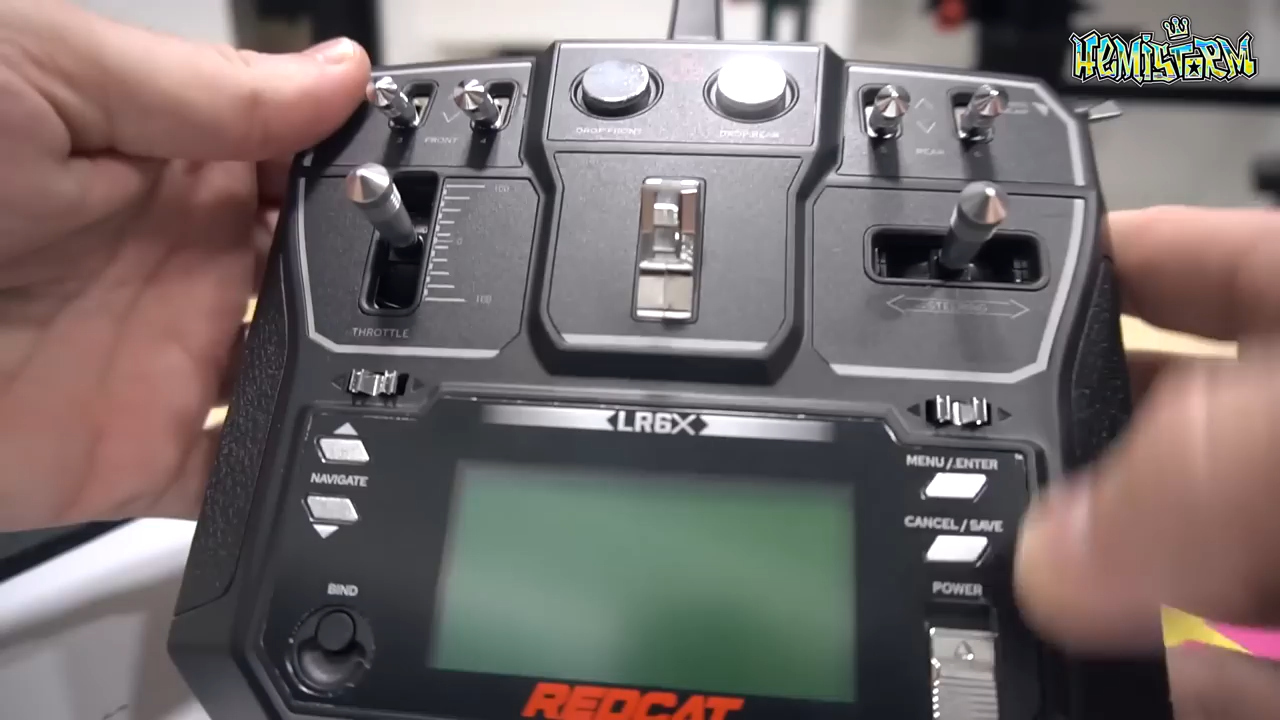 HEMISTORM
DROP FRONT
DROP REAR
FRONT
REAR
100
0
100
THROTTLE
STEERING
LR6X
NAVIGATE
MENU / ENTER
CANCEL / SAVE
BIND
POWER
REDCAT